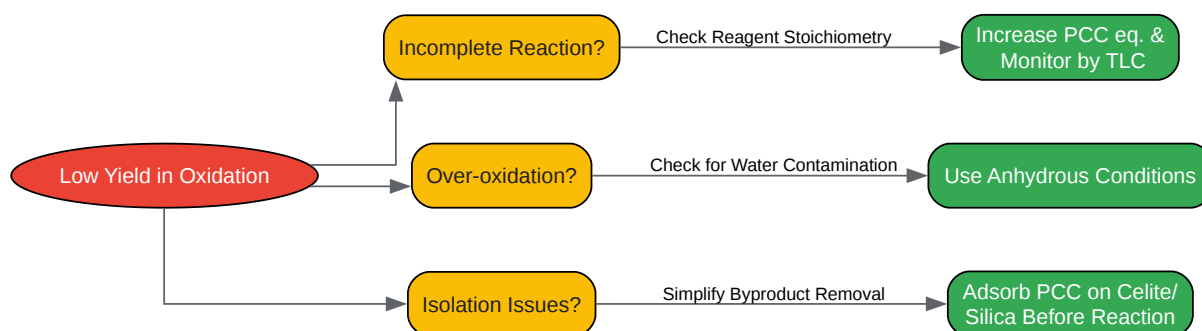 Incomplete Reaction?
Check Reagent Stoichiometry
Increase PCC eq. &
Monitor by TLC
Low Yield in Oxidation
Over-oxidation?
Check for Water Contamination
Use Anhydrous Conditions
Isolation Issues?
Simplify Byproduct Removal
Adsorb PCC on Celite/
Silica Before Reaction